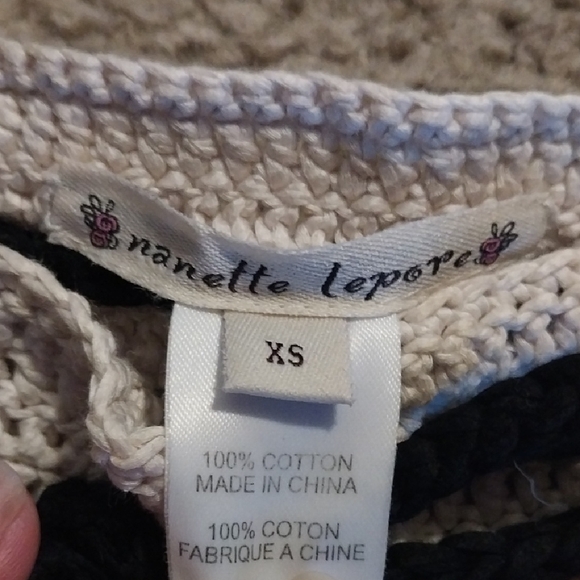 nanette lepore
XS
100% COTTON
MADE IN CHINA
100% COTON
FABRIQUE A CHINE